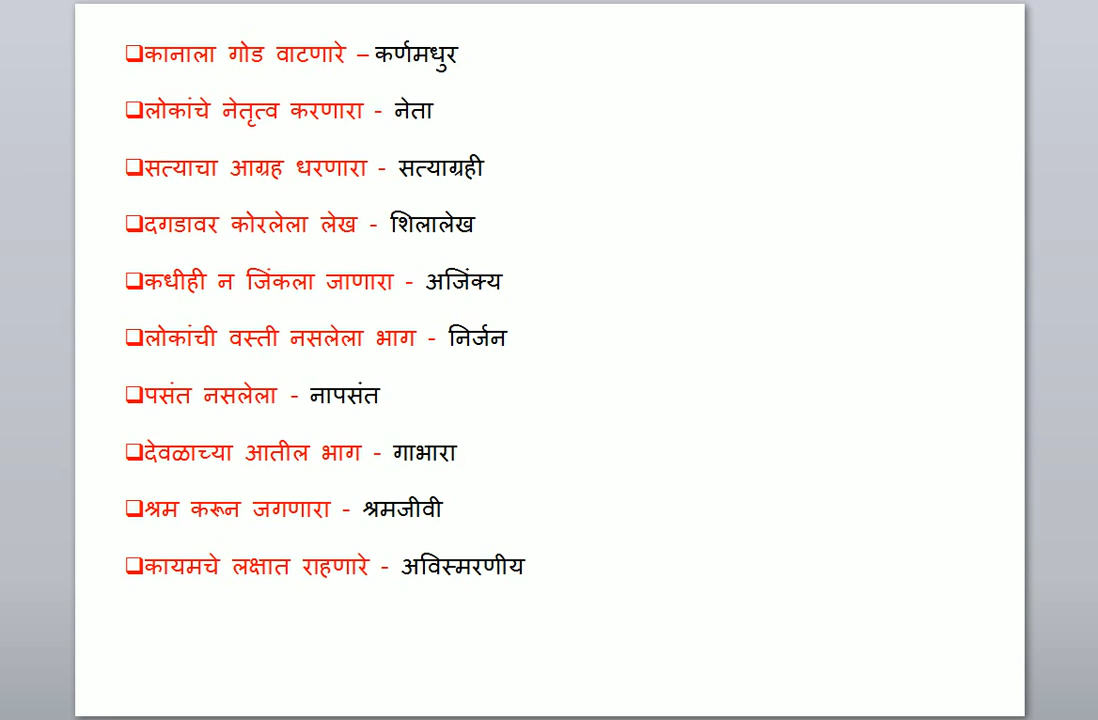 ❑कानाला गोड वाटणारे – कर्णमधुर
❑लोकांचे नेतृत्व करणारा - नेता
❑सत्याचा आग्रह धरणारा - सत्याग्रही
❑दगडावर कोरलेला लेख - शिलालेख
❑कधीही न जिंकला जाणारा - अजिंक्य
❑लोकांची वस्ती नसलेला भाग - निर्जन
❑पसंत नसलेला - नापसंत
❑देवळाच्या आतील भाग - गाभारा
❑श्रम करून जगणारा - श्रमजीवी
❑कायमचे लक्षात राहणारे - अविस्मरणीय